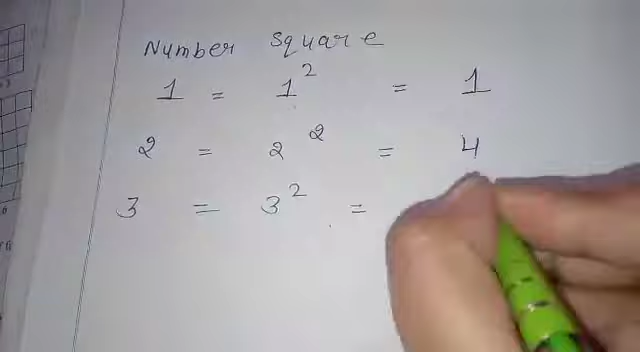 Number Square
1 = 1² = 1
2 = 2² = 4
3 = 3² =